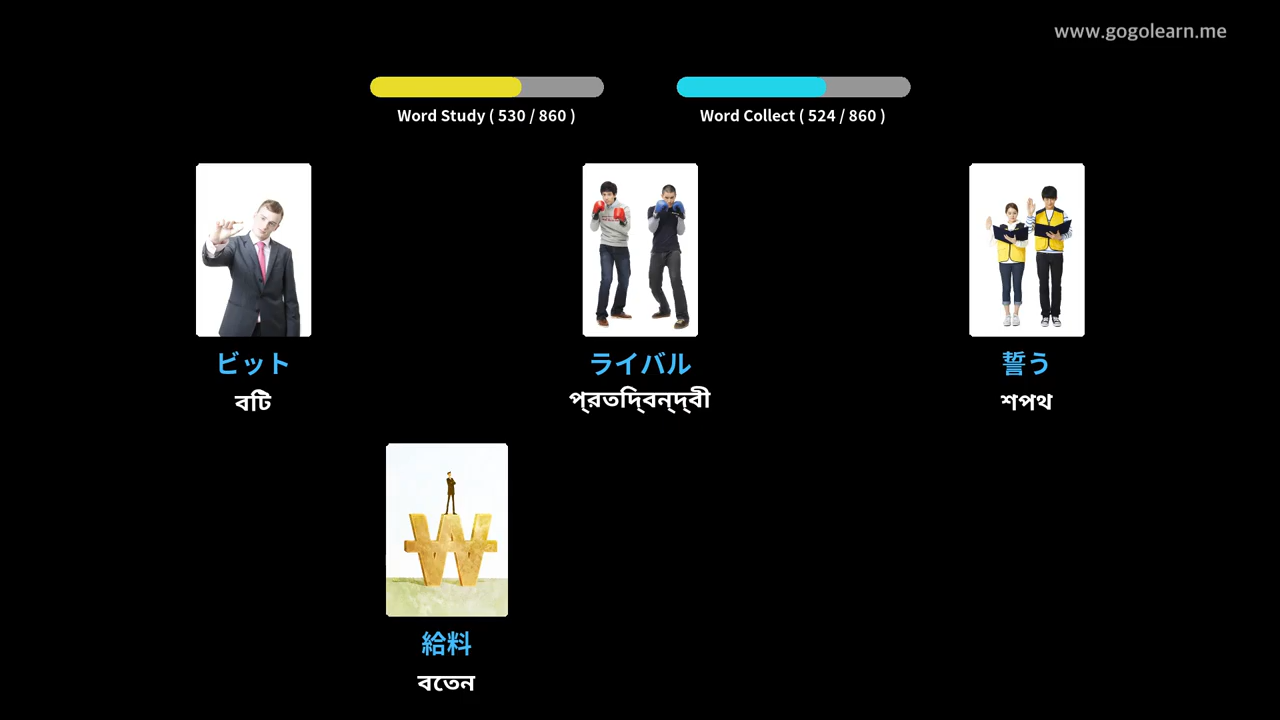 www.gogolearn.me
Word Study ( 530 / 860 )
Word Collect ( 524 / 860 )
ビット
ライバル
誓う
বিট
প্রতিদ্বন্দ্বী
শপথ
給料
বেতন